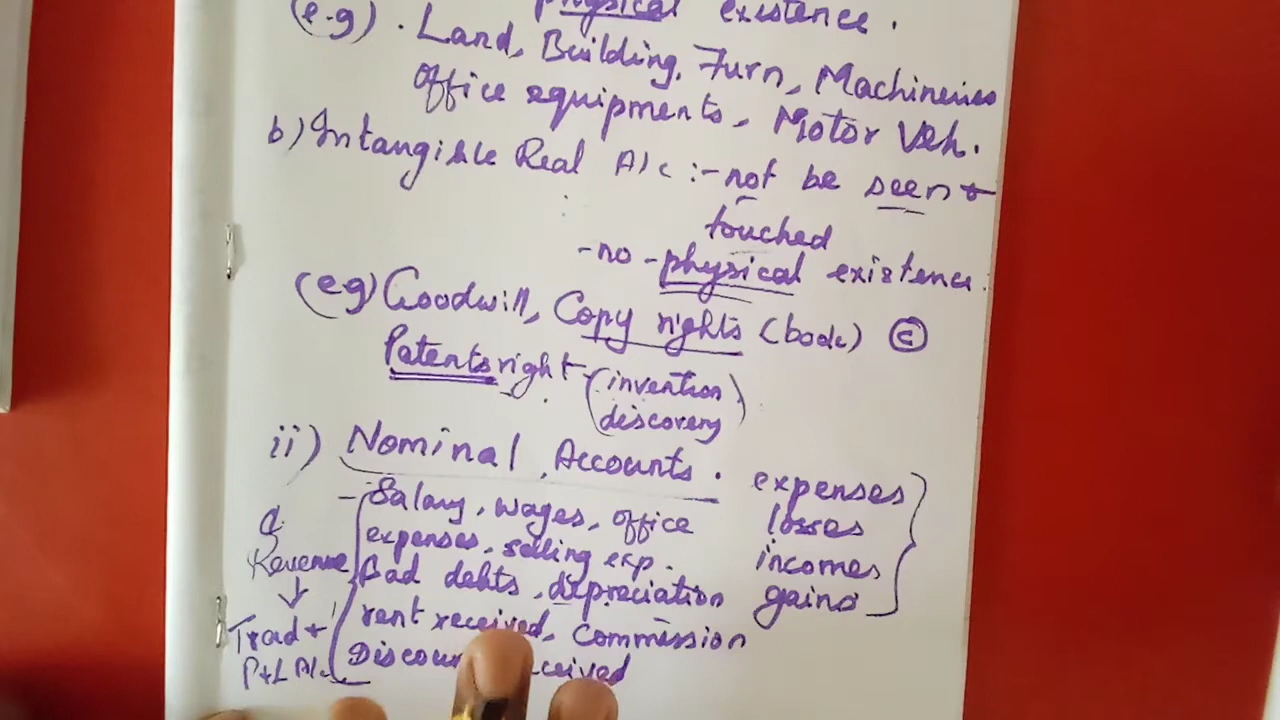 physical existence.
(e.g) . Land, Building, Furn, Machineries
Office equipments, Motor Veh.
b) Intangible Real A/c :- not be seen +
touched
- no - physical existence.
(eg) Goodwill, Copy rights (book) ©
Patents right - (invention
discovery)
ii) Nominal Accounts. expenses
- Salary, wages, office losses
expenses, selling exp. incomes
Revenue Bad debts, depreciation gains
rent received, Commission
Trad +
P+L A/c Discount received